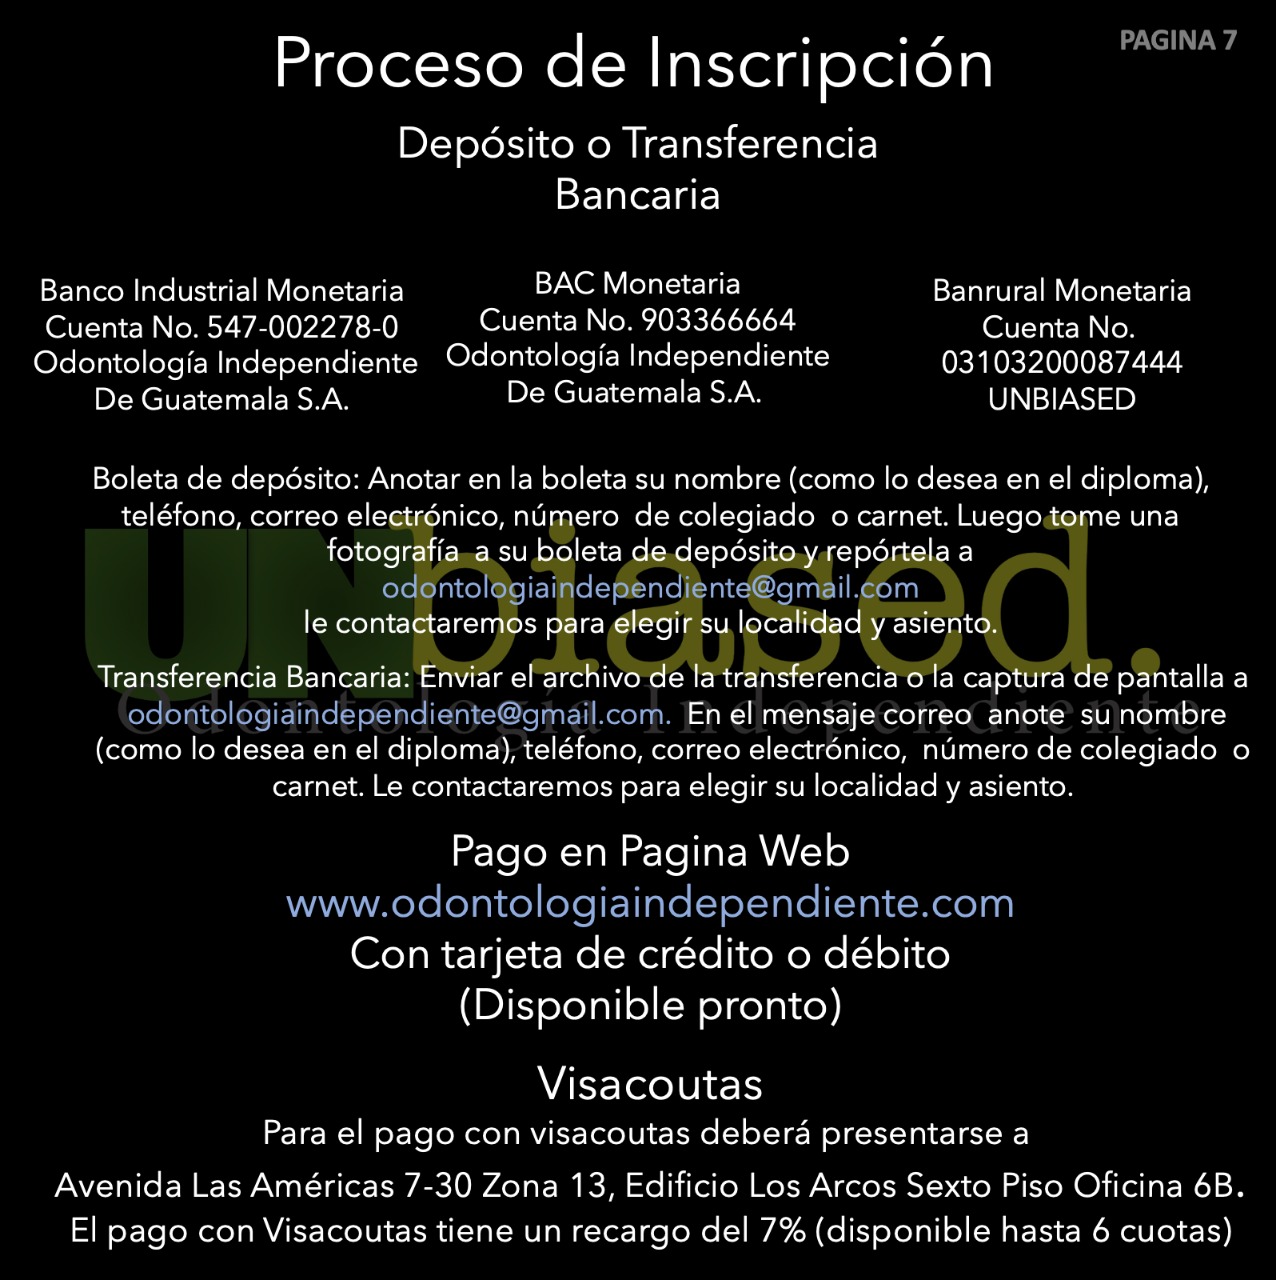 PAGINA 7
Proceso de Inscripción
Depósito o Transferencia
Bancaria
Banco Industrial Monetaria
Cuenta No. 547-002278-0
Odontología Independiente
De Guatemala S.A.
BAC Monetaria
Cuenta No. 903366664
Odontología Independiente
De Guatemala S.A.
Banrural Monetaria
Cuenta No.
03103200087444
UNBIASED
Boleta de depósito: Anotar en la boleta su nombre (como lo desea en el diploma),
teléfono, correo electrónico, número de colegiado o carnet. Luego tome una
fotografía a su boleta de depósito y repórtela a
odontologiaindependiente@gmail.com
le contactaremos para elegir su localidad y asiento.
UNbiased.
Odontología Independiente
Transferencia Bancaria: Enviar el archivo de la transferencia o la captura de pantalla a
odontologiaindependiente@gmail.com. En el mensaje correo anote su nombre
(como lo desea en el diploma), teléfono, correo electrónico, número de colegiado o
carnet. Le contactaremos para elegir su localidad y asiento.
Pago en Pagina Web
www.odontologiaindependiente.com
Con tarjeta de crédito o débito
(Disponible pronto)
Visacoutas
Para el pago con visacoutas deberá presentarse a
Avenida Las Américas 7-30 Zona 13, Edificio Los Arcos Sexto Piso Oficina 6B.
El pago con Visacoutas tiene un recargo del 7% (disponible hasta 6 cuotas)